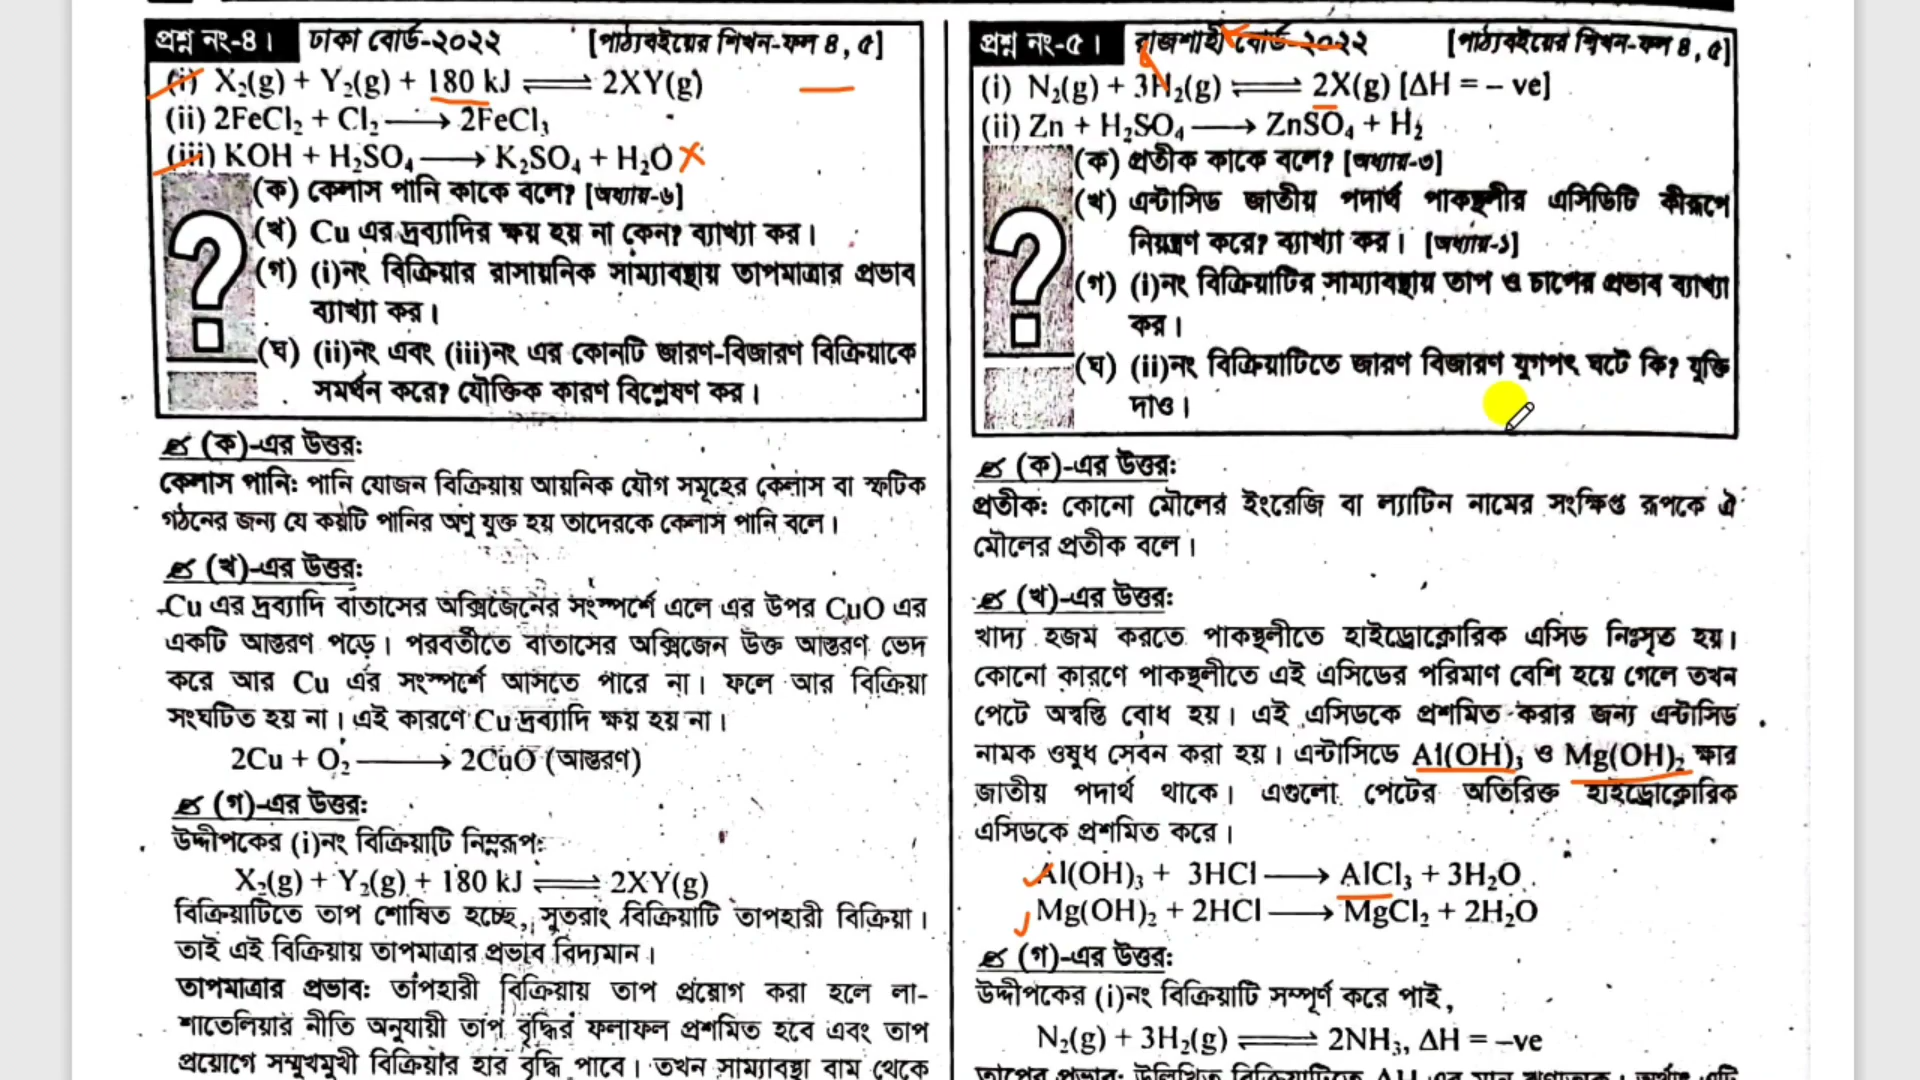 প্রশ্ন নং-৪। ঢাকা বোর্ড-২০২২ [পাঠ্যবইয়ের শিখন-ফল ৪, ৫]
(i) X₂(g) + Y₂(g) + 180 kJ ⇌ 2XY(g)
(ii) 2FeCl₂ + Cl₂ ⟶ 2FeCl₃
(iii) KOH + H₂SO₄ ⟶ K₂SO₄ + H₂O
(ক) কেলাস পানি কাকে বলে? [অধ্যায়-৬]
(খ) Cu এর দ্রব্যাদির ক্ষয় হয় না কেন? ব্যাখ্যা কর।
(গ) (i)নং বিক্রিয়ার রাসায়নিক সাম্যাবস্থায় তাপমাত্রার প্রভাব
ব্যাখ্যা কর।
(ঘ) (ii)নং এবং (iii)নং এর কোনটি জারণ-বিজারণ বিক্রিয়াকে
সমর্থন করে? যৌক্তিক কারণ বিশ্লেষণ কর।
(ক)-এর উত্তর:
কেলাস পানি: পানি যোজন বিক্রিয়ায় আয়নিক যৌগ সমূহের কেলাস বা স্ফটিক
গঠনের জন্য যে কয়টি পানির অণু যুক্ত হয় তাদেরকে কেলাস পানি বলে।
(খ)-এর উত্তর:
Cu এর দ্রব্যাদি বাতাসের অক্সিজেনের সংস্পর্শে এলে এর উপর CuO এর
একটি আস্তরণ পড়ে। পরবর্তীতে বাতাসের অক্সিজেন উক্ত আস্তরণ ভেদ
করে আর Cu এর সংস্পর্শে আসতে পারে না। ফলে আর বিক্রিয়া
সংঘটিত হয় না। এই কারণে Cu দ্রব্যাদি ক্ষয় হয় না।
2Cu + O₂ ⟶ 2CuO (আস্তরণ)
(গ)-এর উত্তর:
উদ্দীপকের (i)নং বিক্রিয়াটি নিম্নরূপ:
X₂(g) + Y₂(g) + 180 kJ ⇌ 2XY(g)
বিক্রিয়াটিতে তাপ শোষিত হচ্ছে, সুতরাং বিক্রিয়াটি তাপহারী বিক্রিয়া।
তাই এই বিক্রিয়ায় তাপমাত্রার প্রভাব বিদ্যমান।
তাপমাত্রার প্রভাব: তাপহারী বিক্রিয়ায় তাপ প্রয়োগ করা হলে লা-
শাতেলিয়ার নীতি অনুযায়ী তাপ বৃদ্ধির ফলাফল প্রশমিত হবে এবং তাপ
প্রয়োগে সম্মুখমুখী বিক্রিয়ার হার বৃদ্ধি পাবে। তখন সাম্যাবস্থা বাম থেকে
প্রশ্ন নং-৫। রাজশাহী বোর্ড-২০২২ [পাঠ্যবইয়ের শিখন-ফল ৪, ৫]
(i) N₂(g) + 3H₂(g) ⇌ 2X(g) [ΔH = – ve]
(ii) Zn + H₂SO₄ ⟶ ZnSO₄ + H₂
(ক) প্রতীক কাকে বলে? [অধ্যায়-৩]
(খ) এন্টাসিড জাতীয় পদার্থ পাকস্থলীর এসিডিটি কীরূপে
নিয়ন্ত্রণ করে? ব্যাখ্যা কর। [অধ্যায়-১]
(গ) (i)নং বিক্রিয়াটির সাম্যাবস্থায় তাপ ও চাপের প্রভাব ব্যাখ্যা
কর।
(ঘ) (ii)নং বিক্রিয়াটিতে জারণ বিজারণ যুগপৎ ঘটে কি? যুক্তি
দাও।
(ক)-এর উত্তর:
প্রতীক: কোনো মৌলের ইংরেজি বা ল্যাটিন নামের সংক্ষিপ্ত রূপকে ঐ
মৌলের প্রতীক বলে।
(খ)-এর উত্তর:
খাদ্য হজম করতে পাকস্থলীতে হাইড্রোক্লোরিক এসিড নিঃসৃত হয়।
কোনো কারণে পাকস্থলীতে এই এসিডের পরিমাণ বেশি হয়ে গেলে তখন
পেটে অস্বস্তি বোধ হয়। এই এসিডকে প্রশমিত করার জন্য এন্টাসিড
নামক ওষুধ সেবন করা হয়। এন্টাসিডে Al(OH)₃ ও Mg(OH)₂ ক্ষার
জাতীয় পদার্থ থাকে। এগুলো পেটের অতিরিক্ত হাইড্রোক্লোরিক
এসিডকে প্রশমিত করে।
Al(OH)₃ + 3HCl ⟶ AlCl₃ + 3H₂O
Mg(OH)₂ + 2HCl ⟶ MgCl₂ + 2H₂O
(গ)-এর উত্তর:
উদ্দীপকের (i)নং বিক্রিয়াটি সম্পূর্ণ করে পাই,
N₂(g) + 3H₂(g) ⇌ 2NH₃, ΔH = –ve
তাপের প্রভাব: উল্লিখিত বিক্রিয়াটিতে ΔH এর মান ঋণাত্মক। অর্থাৎ এটি